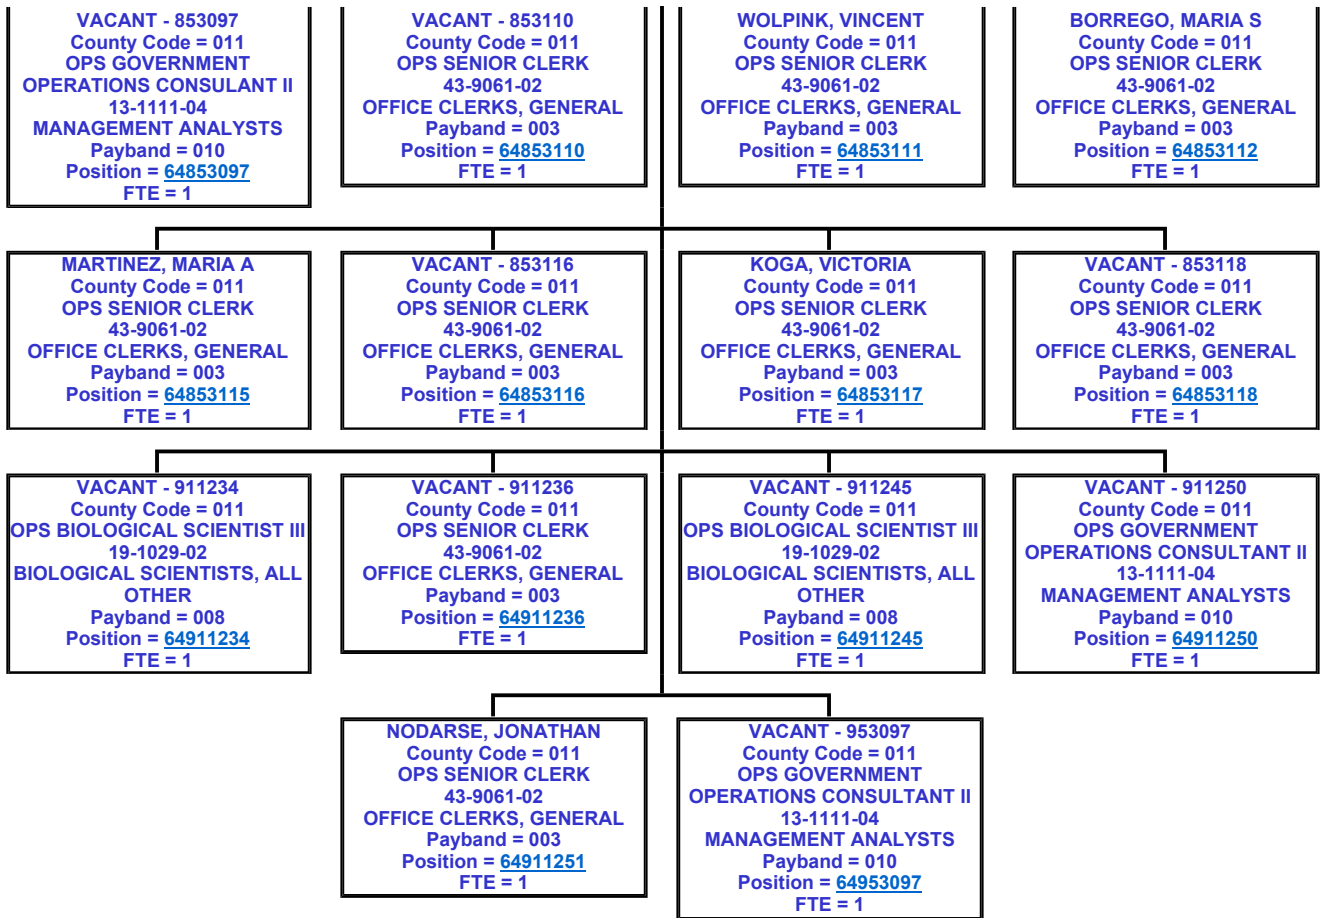 VACANT - 853097
County Code = 011
OPS GOVERNMENT
OPERATIONS CONSULANT II
13-1111-04
MANAGEMENT ANALYSTS
Payband = 010
Position = 64853097
FTE = 1
VACANT - 853110
County Code = 011
OPS SENIOR CLERK
43-9061-02
OFFICE CLERKS, GENERAL
Payband = 003
Position = 64853110
FTE = 1
WOLPINK, VINCENT
County Code = 011
OPS SENIOR CLERK
43-9061-02
OFFICE CLERKS, GENERAL
Payband = 003
Position = 64853111
FTE = 1
BORREGO, MARIA S
County Code = 011
OPS SENIOR CLERK
43-9061-02
OFFICE CLERKS, GENERAL
Payband = 003
Position = 64853112
FTE = 1
MARTINEZ, MARIA A
County Code = 011
OPS SENIOR CLERK
43-9061-02
OFFICE CLERKS, GENERAL
Payband = 003
Position = 64853115
FTE = 1
VACANT - 853116
County Code = 011
OPS SENIOR CLERK
43-9061-02
OFFICE CLERKS, GENERAL
Payband = 003
Position = 64853116
FTE = 1
KOGA, VICTORIA
County Code = 011
OPS SENIOR CLERK
43-9061-02
OFFICE CLERKS, GENERAL
Payband = 003
Position = 64853117
FTE = 1
VACANT - 853118
County Code = 011
OPS SENIOR CLERK
43-9061-02
OFFICE CLERKS, GENERAL
Payband = 003
Position = 64853118
FTE = 1
VACANT - 911234
County Code = 011
OPS BIOLOGICAL SCIENTIST III
19-1029-02
BIOLOGICAL SCIENTISTS, ALL
OTHER
Payband = 008
Position = 64911234
FTE = 1
VACANT - 911236
County Code = 011
OPS SENIOR CLERK
43-9061-02
OFFICE CLERKS, GENERAL
Payband = 003
Position = 64911236
FTE = 1
VACANT - 911245
County Code = 011
OPS BIOLOGICAL SCIENTIST III
19-1029-02
BIOLOGICAL SCIENTISTS, ALL
OTHER
Payband = 008
Position = 64911245
FTE = 1
VACANT - 911250
County Code = 011
OPS GOVERNMENT
OPERATIONS CONSULTANT II
13-1111-04
MANAGEMENT ANALYSTS
Payband = 010
Position = 64911250
FTE = 1
NODARSE, JONATHAN
County Code = 011
OPS SENIOR CLERK
43-9061-02
OFFICE CLERKS, GENERAL
Payband = 003
Position = 64911251
FTE = 1
VACANT - 953097
County Code = 011
OPS GOVERNMENT
OPERATIONS CONSULTANT II
13-1111-04
MANAGEMENT ANALYSTS
Payband = 010
Position = 64953097
FTE = 1